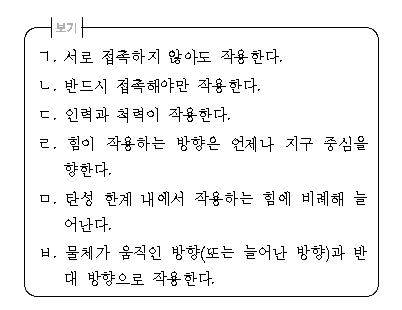 보기
ㄱ. 서로 접촉하지 않아도 작용한다.
ㄴ. 반드시 접촉해야만 작용한다.
ㄷ. 인력과 척력이 작용한다.
ㄹ. 힘이 작용하는 방향은 언제나 지구 중심을
향한다.
ㅁ. 탄성 한계 내에서 작용하는 힘에 비례해 늘
어난다.
ㅂ. 물체가 움직인 방향(또는 늘어난 방향)과 반
대 방향으로 작용한다.